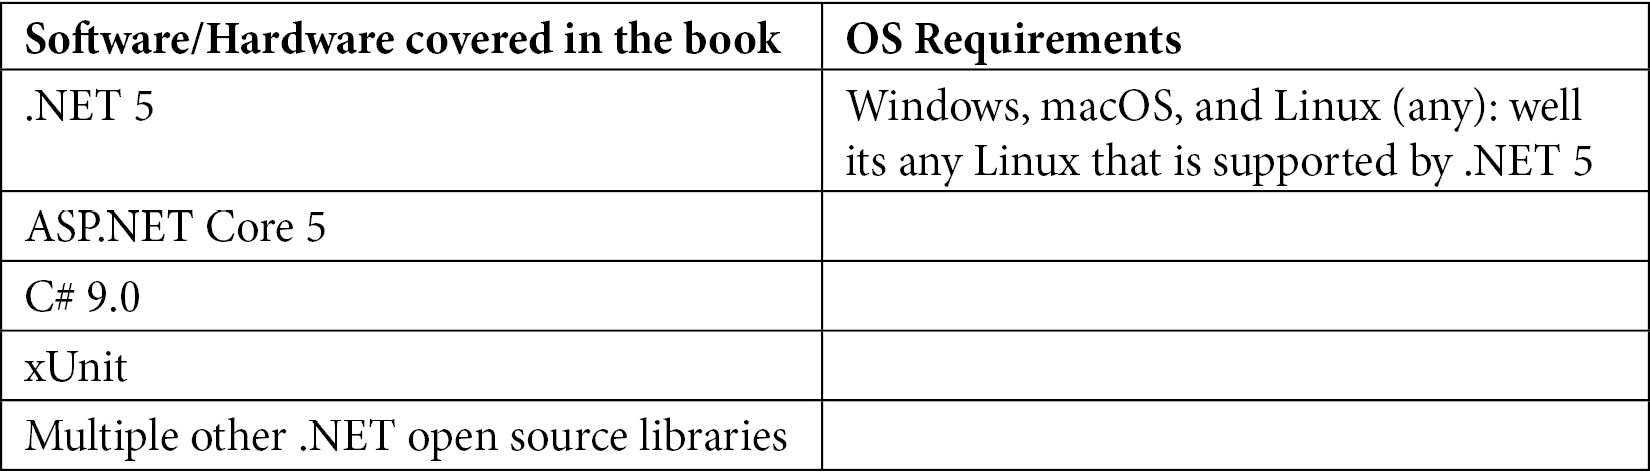 Software/Hardware covered in the book
OS Requirements
.NET 5
Windows, macOS, and Linux (any): well
its any Linux that is supported by .NET 5
ASP.NET Core 5
C# 9.0
xUnit
Multiple other .NET open source libraries